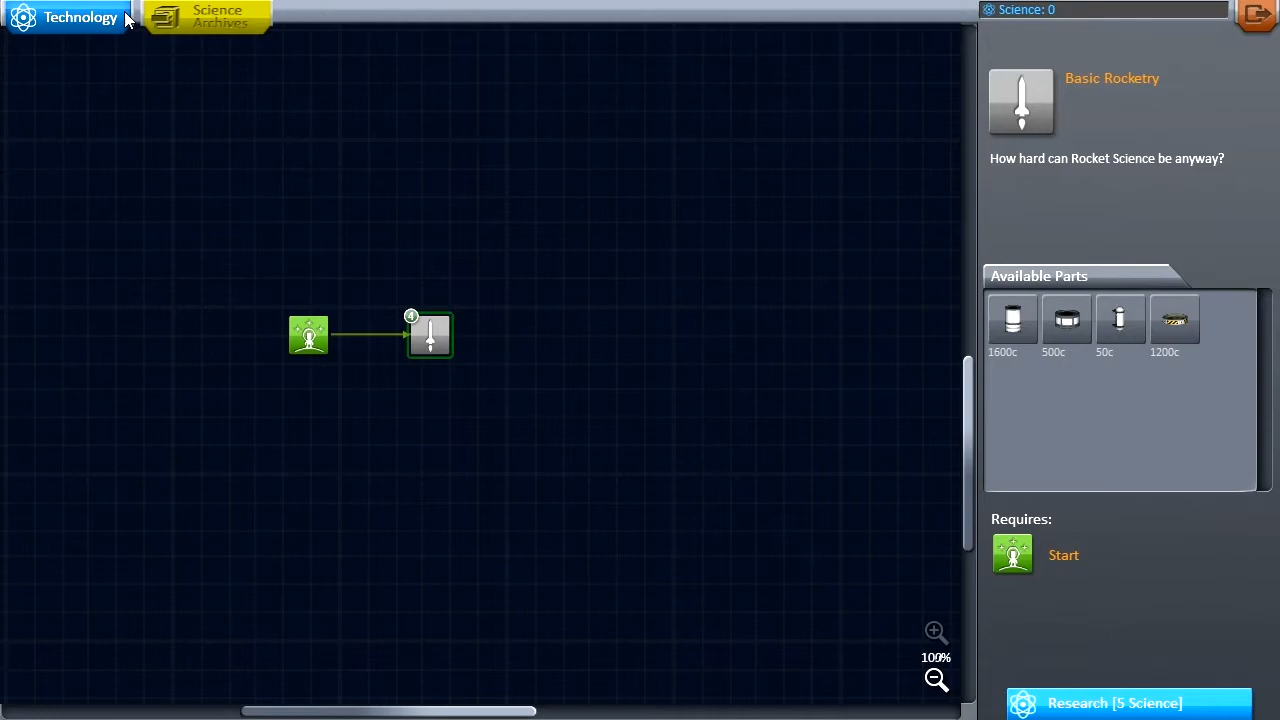 Technology
Science
Archives
Science: 0
Basic Rocketry
How hard can Rocket Science be anyway?
Available Parts
1600c 500c 50c 1200c
4
Requires:
Start
100%
Research [5 Science]